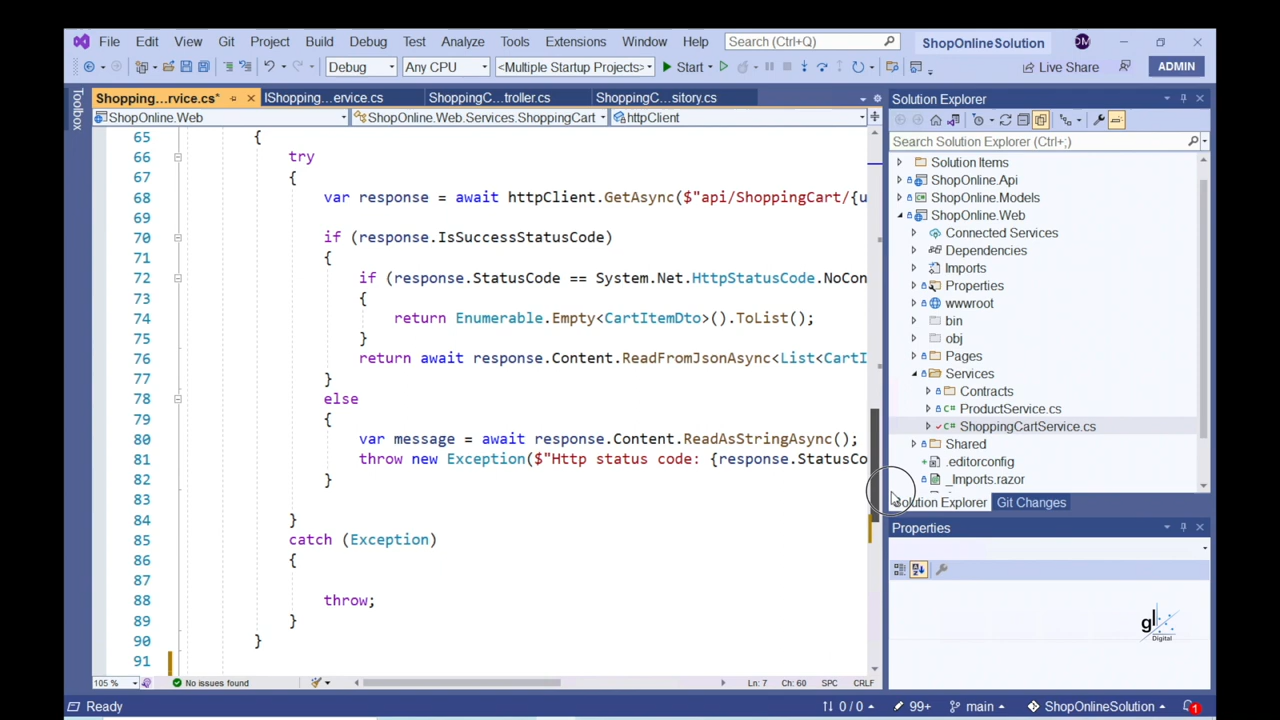 File Edit View Git Project Build Debug Test Analyze Tools Extensions Window Help Search (Ctrl+Q) ShopOnlineSolution DM
Debug Any CPU <Multiple Startup Projects> Start Live Share ADMIN
Toolbox
Shopping...rvice.cs* IShopping...ervice.cs ShoppingC...troller.cs ShoppingC...sitory.cs
ShopOnline.Web ShopOnline.Web.Services.ShoppingCart httpClient
65 {
66 try
67 {
68 var response = await httpClient.GetAsync($"api/ShoppingCart/{u
69
70 if (response.IsSuccessStatusCode)
71 {
72 if (response.StatusCode == System.Net.HttpStatusCode.NoCon
73 {
74 return Enumerable.Empty<CartItemDto>().ToList();
75 }
76 return await response.Content.ReadFromJsonAsync<List<CartI
77 }
78 else
79 {
80 var message = await response.Content.ReadAsStringAsync();
81 throw new Exception($"Http status code: {response.StatusCo
82 }
83
84 }
85 catch (Exception)
86 {
87
88 throw;
89 }
90 }
91
105 % No issues found Ln: 7 Ch: 60 SPC CRLF
Solution Explorer
Search Solution Explorer (Ctrl+;)
Solution Items
ShopOnline.Api
ShopOnline.Models
ShopOnline.Web
Connected Services
Dependencies
Imports
Properties
wwwroot
bin
obj
Pages
Services
Contracts
ProductService.cs
ShoppingCartService.cs
Shared
.editorconfig
_Imports.razor
Solution Explorer Git Changes
Properties
gl
Digital
Ready 0 / 0 99+ main ShopOnlineSolution 1